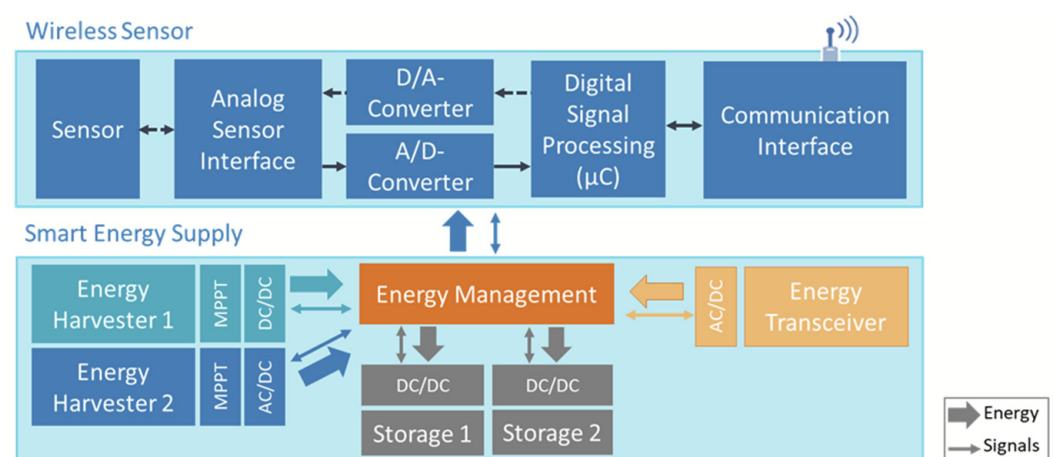 Wireless Sensor
Sensor
Analog
Sensor
Interface
D/A-
Converter
A/D-
Converter
Digital
Signal
Processing
(µC)
Communication
Interface
Smart Energy Supply
Energy
Harvester 1
MPPT
DC/DC
Energy
Harvester 2
MPPT
AC/DC
Energy Management
DC/DC
Storage 1
DC/DC
Storage 2
AC/DC
Energy
Transceiver
Energy
Signals